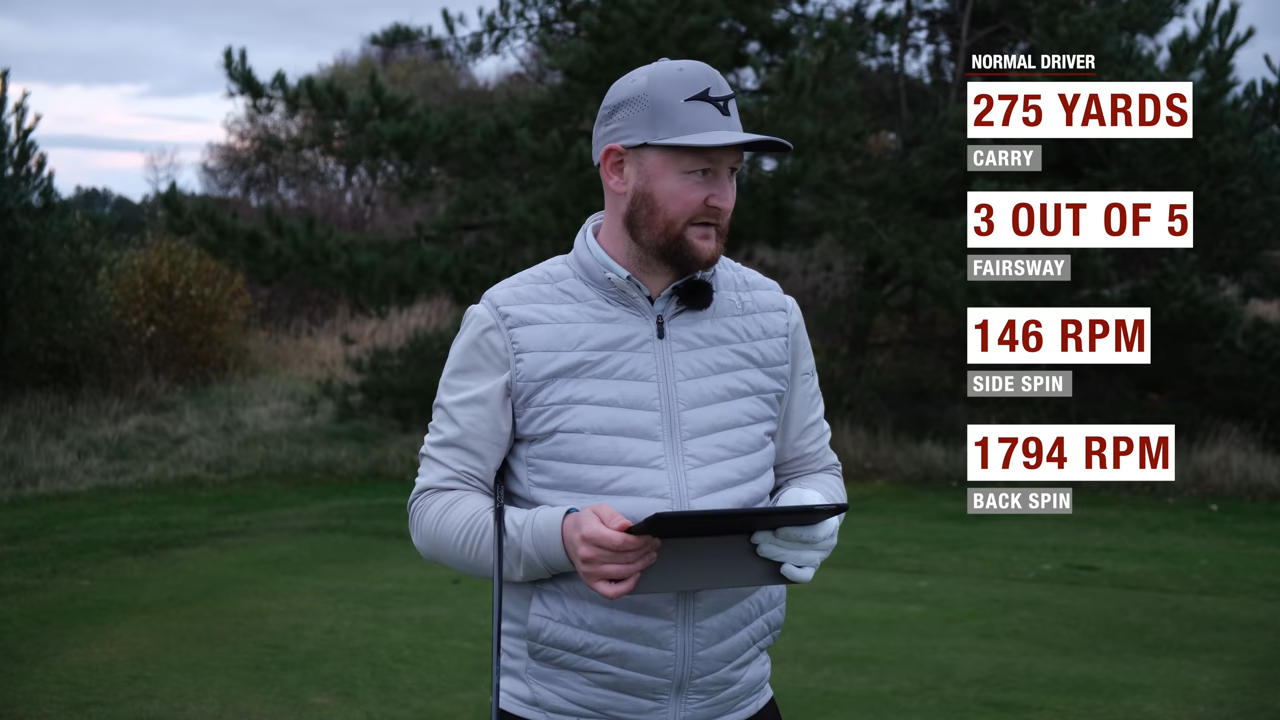 NORMAL DRIVER
275 YARDS
CARRY
3 OUT OF 5
FAIRSWAY
146 RPM
SIDE SPIN
1794 RPM
BACK SPIN